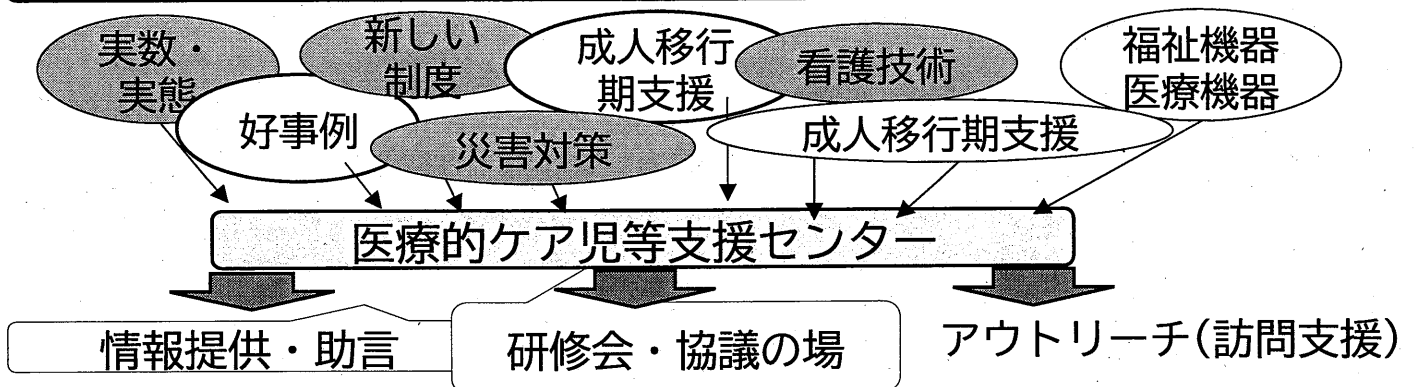 実数・
実態
新しい
制度
成人移行
期支援
看護技術
福祉機器
医療機器
好事例
災害対策
成人移行期支援
医療的ケア児等支援センター
情報提供・助言
研修会・協議の場
アウトリーチ(訪問支援)